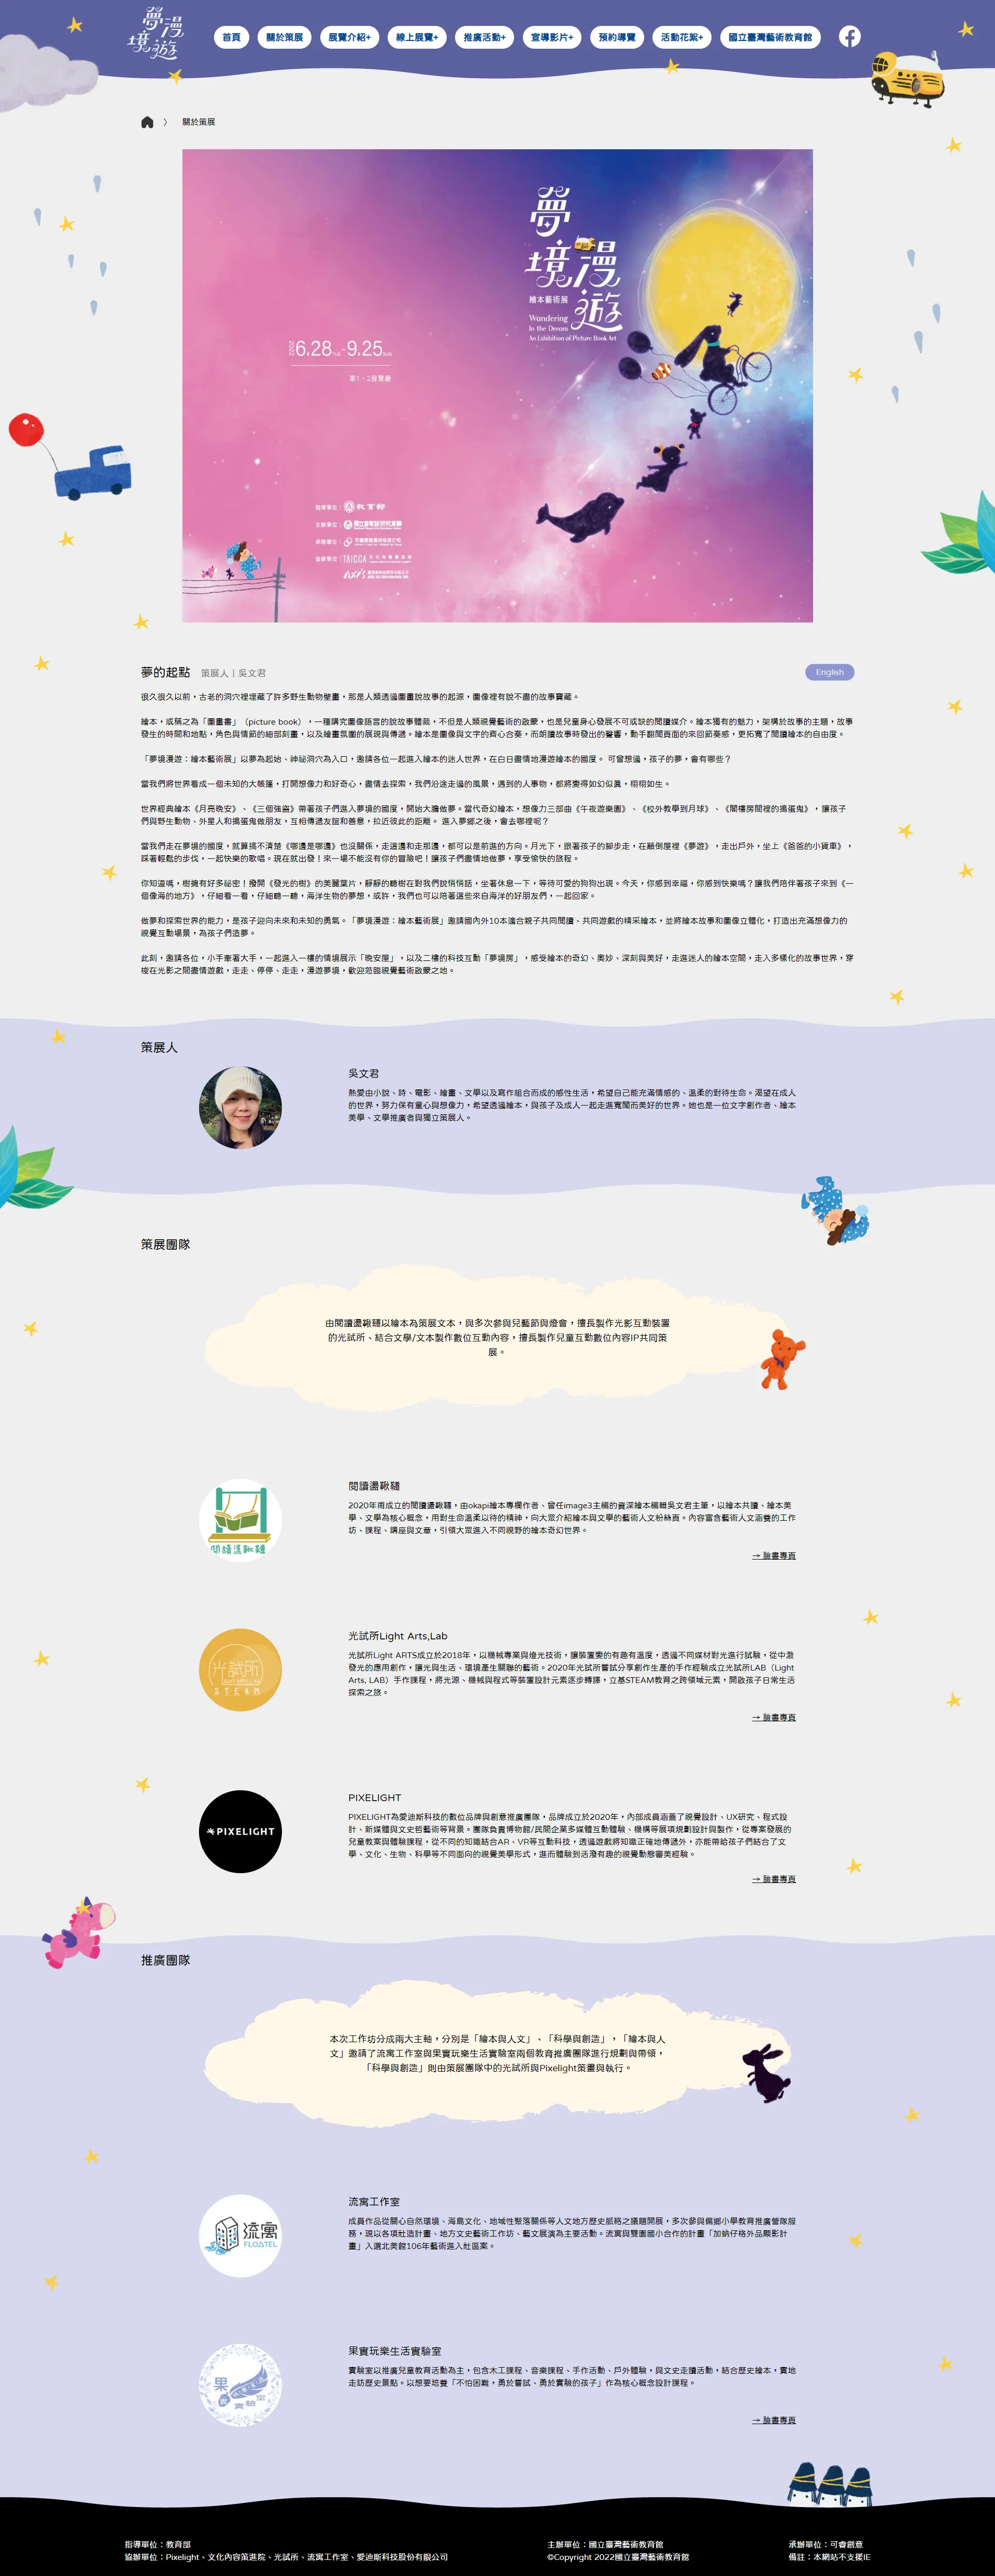 夢境漫遊
首頁
關於策展
展覽介紹+
線上展覽+
推廣活動+
宣導影片+
預約導覽
活動花絮+
國立臺灣藝術教育館
〉 關於策展
夢境漫遊
繪本藝術展
Wandering
In the Dream
An Exhibition of Picture Book Art
2022 6.28 TUE -9.25 SUN
第1、2展覽廳
指導單位：教育部
主辦單位：國立臺灣藝術教育館
承辦單位：
協辦單位：TAICCA
夢的起點 策展人｜吳文君
English
很久很久以前，古老的洞穴裡埋藏了許多野生動物壁畫，那是人類透過圖畫說故事的起源，圖像裡有說不盡的故事寶藏。
繪本，或稱之為「圖畫書」（picture book），一種講究圖像語言的說故事體裁，不但是人類視覺藝術的啟蒙，也是兒童身心發展不可或缺的閱讀媒介。繪本獨有的魅力，架構於故事的主題，故事
發生的時間和地點，角色與情節的細節刻畫，以及繪畫氛圍的展現與傳遞。繪本是圖像與文字的齊心合奏，而朗讀故事時發出的聲響，動手翻閱頁面的來回節奏感，更拓寬了閱讀繪本的自由度。
「夢境漫遊：繪本藝術展」以夢為起始、神祕洞穴為入口，邀請各位一起進入繪本的迷人世界，在白日盡情地漫遊繪本的國度。 可曾想過，孩子的夢，會有哪些？
當我們將世界看成一個未知的大帳篷，打開想像力和好奇心，盡情去探索，我們沿途走過的風景，遇到的人事物，都將變得如幻似真，栩栩如生。
世界經典繪本《月亮晚安》、《三個強盜》帶著孩子們進入夢境的國度，開始大膽做夢。當代奇幻繪本，想像力三部曲《午夜遊樂園》、《校外教學到月球》、《閣樓房間裡的搗蛋鬼》，讓孩子
們與野生動物、外星人和搗蛋鬼做朋友，互相傳遞友誼和善意，拉近彼此的距離。 進入夢鄉之後，會去哪裡呢？
當我們走在夢境的國度，就算搞不清楚《哪邊是哪邊》也沒關係，走這邊和走那邊，都可以是前進的方向。月光下，跟著孩子的腳步走，在顛倒屋裡《夢遊》，走出戶外，坐上《爸爸的小貨車》，
踩著輕鬆的步伐，一起快樂的歌唱。現在就出發！來一場不能沒有你的冒險吧！讓孩子們盡情地做夢，享受愉快的旅程。
你知道嗎，樹擁有好多祕密！撥開《發光的樹》的美麗葉片，靜靜的聽樹在對我們說悄悄話，坐著休息一下，等待可愛的狗狗出現。今天，你感到幸福，你感到快樂嗎？讓我們陪伴著孩子來到《一
個像海的地方》，仔細看一看，仔細聽一聽，海洋生物的夢想，或許，我們也可以陪著這些來自海洋的好朋友們，一起回家。
做夢和探索世界的能力，是孩子迎向未來和未知的勇氣。「夢境漫遊：繪本藝術展」邀請國內外10本適合親子共同閱讀、共同遊戲的精采繪本，並將繪本故事和圖像立體化，打造出充滿想像力的
視覺互動場景，為孩子們造夢。
此刻，邀請各位，小手牽著大手，一起進入一樓的情境展示「晚安屋」，以及二樓的科技互動「夢境房」，感受繪本的奇幻、奧妙、深刻與美好，走進迷人的繪本空間，走入多樣化的故事世界，穿
梭在光影之間盡情遊戲，走走、停停、走走，漫遊夢境，歡迎蒞臨視覺藝術啟蒙之地。
策展人
吳文君
熱愛由小說、詩、電影、繪畫、文學以及寫作組合而成的感性生活，希望自己能充滿情感的、溫柔的對待生命。渴望在成人
的世界，努力保有童心與想像力，希望透過繪本，與孩子及成人一起走進寬闊而美好的世界。她也是一位文字創作者、繪本
美學、文學推廣者與獨立策展人。
策展團隊
由閱讀盪鞦韆以繪本為策展文本，與多次參與兒藝節與燈會，擅長製作光影互動裝置
的光試所、結合文學/文本製作數位互動內容，擅長製作兒童互動數位內容IP共同策
展。
閱讀盪鞦韆
閱讀盪鞦韆
2020年甫成立的閱讀盪鞦韆，由okapi繪本專欄作者、曾任image3主編的資深繪本編輯吳文君主筆，以繪本共讀、繪本美
學、文學為核心概念，用對生命溫柔以待的精神，向大眾介紹繪本與文學的藝術人文粉絲頁。內容富含藝術人文涵養的工作
坊、課程、講座與文章，引領大眾進入不同視野的繪本奇幻世界。
→ 臉書專頁
光試所
LIGHT ARTS LAB
STEAM
光試所Light Arts,Lab
光試所Light ARTS成立於2018年，以機械專業與燈光技術，讓裝置變的有趣有溫度，透過不同媒材對光進行試驗，從中激
發光的應用創作，讓光與生活、環境產生關聯的藝術。2020年光試所嘗試分享創作生產的手作經驗成立光試所LAB（Light
Arts, LAB）手作課程，將光源、機械與程式等裝置設計元素逐步轉譯，立基STEAM教育之跨領域元素，開啟孩子日常生活
探索之旅。
→ 臉書專頁
PIXELIGHT
PIXELIGHT
PIXELIGHT為愛迪斯科技的數位品牌與創意推廣團隊，品牌成立於2020年，內部成員涵蓋了視覺設計、UX研究、程式設
計、新媒體與文史哲藝術等背景。團隊負責博物館/民間企業多媒體互動體驗、機構等展項規劃設計與製作，從專案發展的
兒童教案與體驗課程，從不同的知識結合AR、VR等互動科技，透過遊戲將知識正確地傳遞外，亦能帶給孩子們結合了文
學、文化、生物、科學等不同面向的視覺美學形式，進而體驗到活潑有趣的視覺動態審美經驗。
→ 臉書專頁
推廣團隊
本次工作坊分成兩大主軸，分別是「繪本與人文」、「科學與創造」，「繪本與人
文」邀請了流寓工作室與果實玩樂生活實驗室兩個教育推廣團隊進行規劃與帶領，
「科學與創造」則由策展團隊中的光試所與Pixelight策畫與執行。
流寓
FLOATEL
流寓工作室
成員作品從關心自然環境、海島文化、地域性聚落關係等人文地方歷史脈絡之議題開展，多次參與偏鄉小學教育推廣營隊服
務，現以各項社造計畫、地方文史藝術工作坊、藝文展演為主要活動。流寓與雙園國小合作的計畫「加蚋仔格外品顯影計
畫」入選北美館106年藝術進入社區案。
果實
實驗室
果實玩樂生活實驗室
實驗室以推廣兒童教育活動為主，包含木工課程、音樂課程、手作活動、戶外體驗，與文史走讀活動，結合歷史繪本，實地
走訪歷史景點。以想要培養「不怕困難，勇於嘗試、勇於實驗的孩子」作為核心概念設計課程。
→ 臉書專頁
指導單位：教育部
協辦單位：Pixelight、文化內容策進院、光試所、流寓工作室、愛迪斯科技股份有限公司
主辦單位：國立臺灣藝術教育館
©Copyright 2022國立臺灣藝術教育館
承辦單位：可睿創意
備註：本網站不支援IE